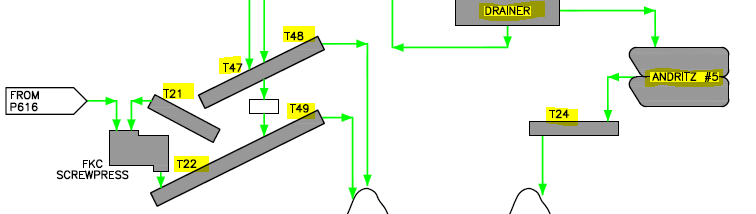 DRAINER
T48
T47
ANDRITZ #5
FROM
P616
T21
T49
T24
FKC
SCREWPRESS
T22